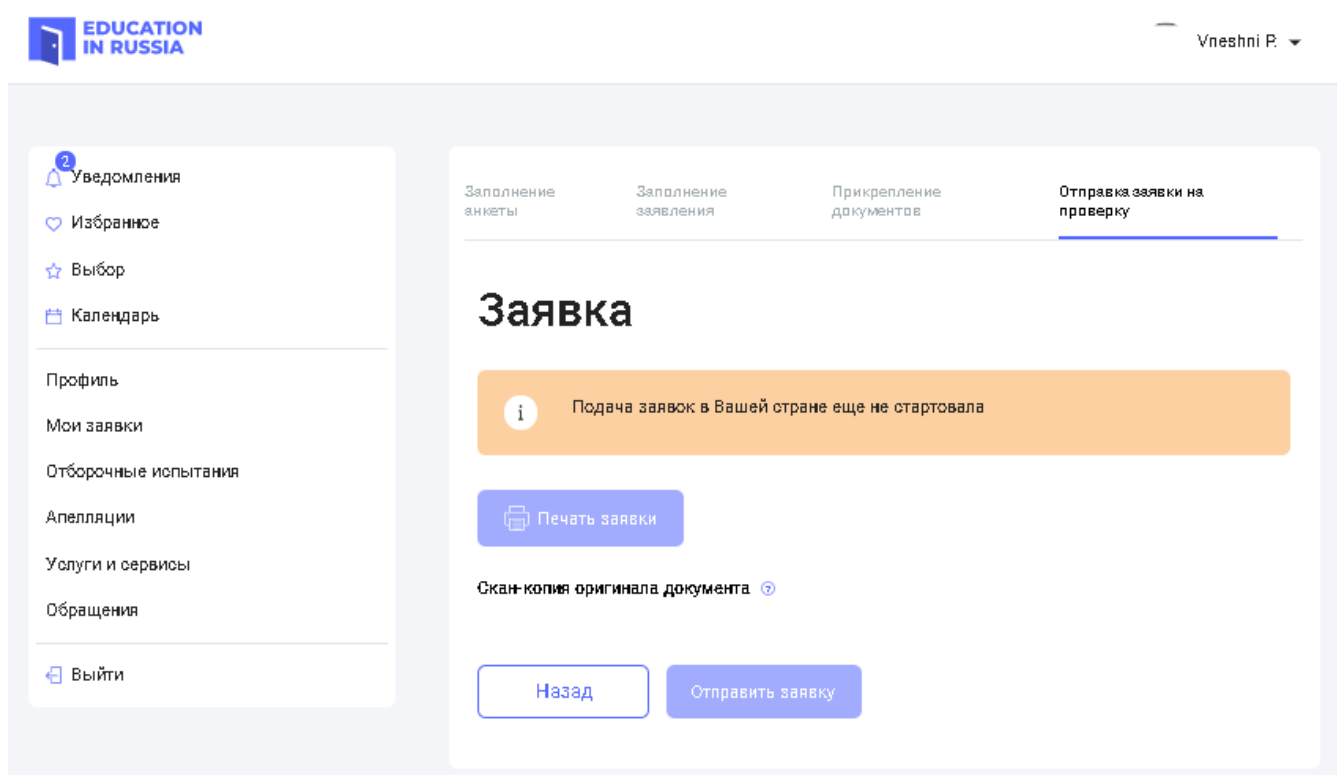 EDUCATION
IN RUSSIA
Vneshni P.
2
Уведомления
Избранное
Выбор
Календарь
Профиль
Мои заявки
Отборочные испытания
Апелляции
Услуги и сервисы
Обращения
Выйти
Заполнение
анкеты
Заполнение
заявления
Прикрепление
документов
Отправка заявки на
проверку
Заявка
i Подача заявок в Вашей стране еще не стартовала
Печать заявки
Скан-копия оригинала документа ?
Назад
Отправить заявку